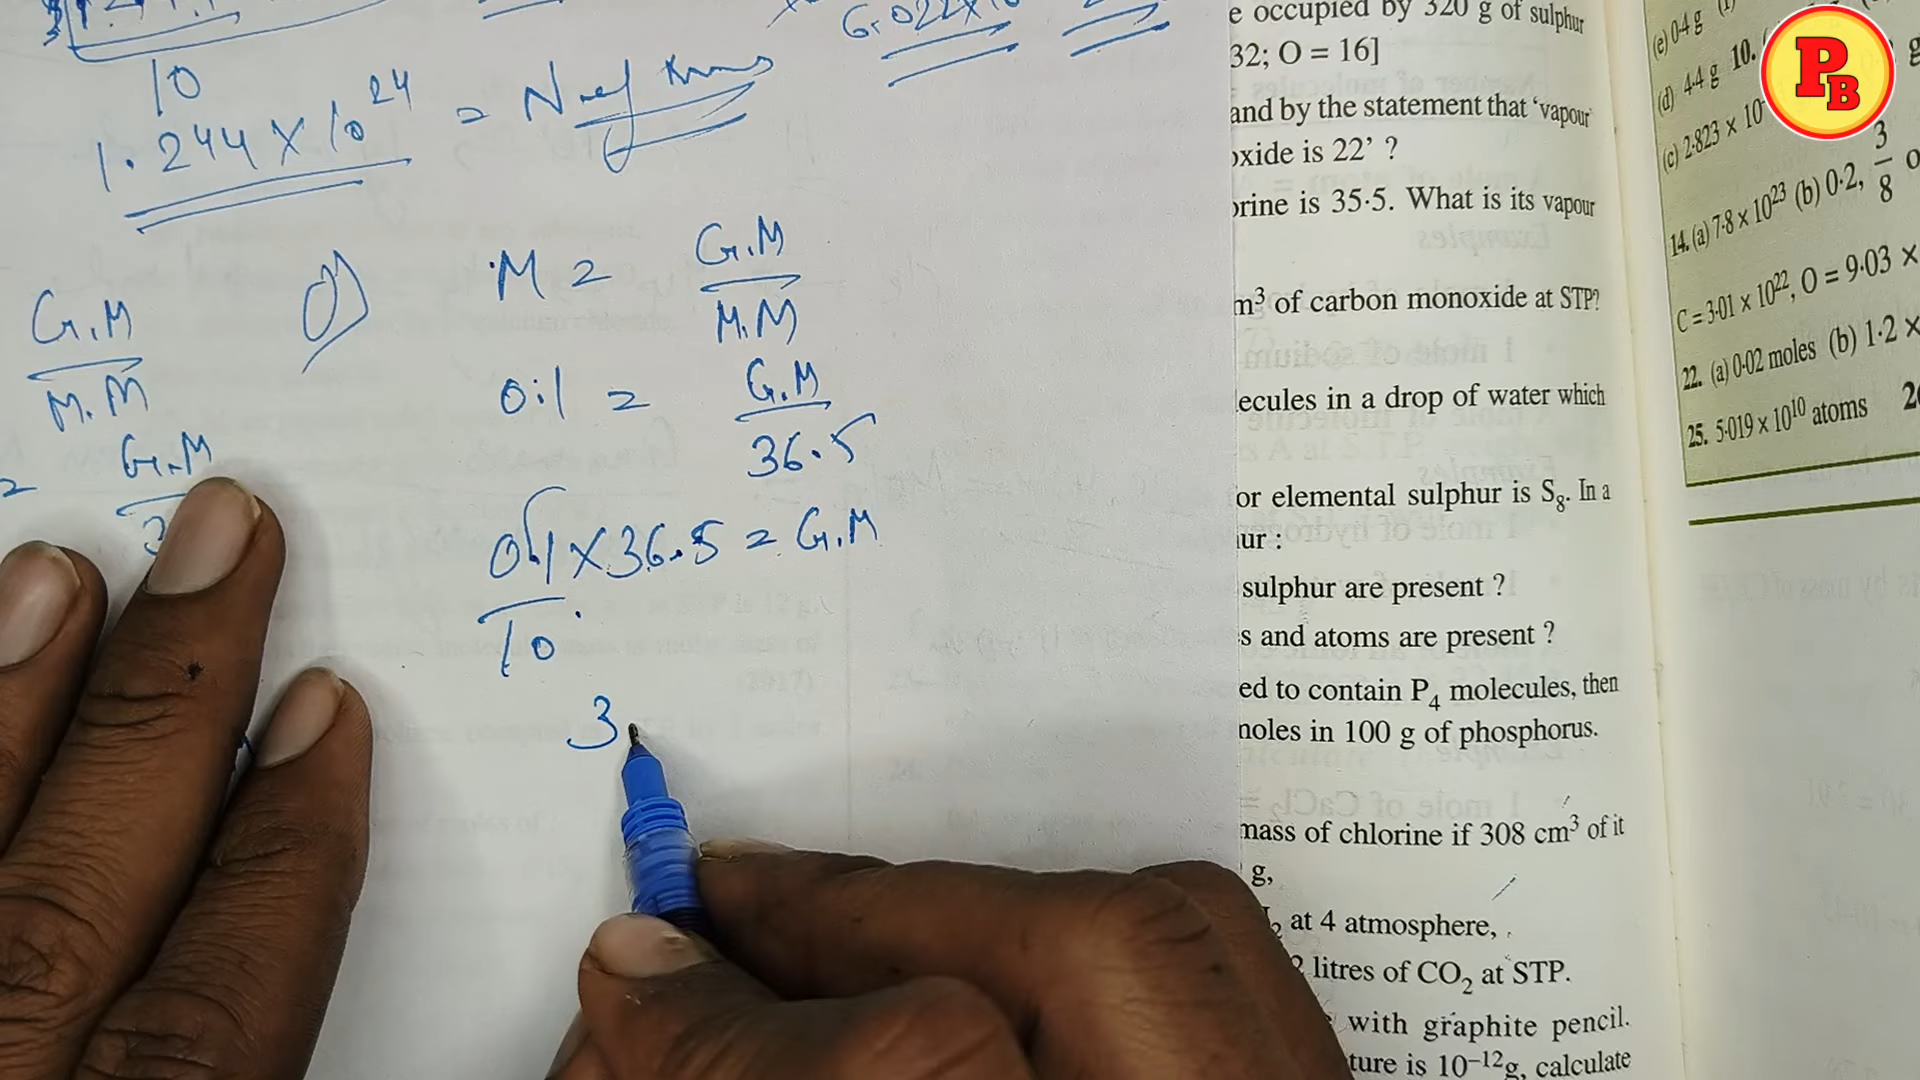 10
1.244 × 10^24 =
d)
M = G.M / M.M
0.1 = G.M / 36.5
0.1 × 36.5 = G.M
10
3
G.M / M.M
= G.M / 3
e occupied by 320 g of sulphur
32; O = 16]
and by the statement that ‘vapour
oxide is 22’ ?
orine is 35·5. What is its vapour
m³ of carbon monoxide at STP?
lecules in a drop of water which
or elemental sulphur is S₈. In a
ur :
sulphur are present ?
s and atoms are present ?
ed to contain P₄ molecules, then
moles in 100 g of phosphorus.
mass of chlorine if 308 cm³ of it
g,
₂ at 4 atmosphere,
2 litres of CO₂ at STP.
with graphite pencil.
ture is 10⁻¹²g, calculate
(e) 0·4 g
(d) 4·4 g 10.
(c) 2·823 × 10
14. (a) 7·8 × 10²³ (b) 0·2, 3/8
C = 3·01 × 10²², O = 9·03 ×
22. (a) 0·02 moles (b) 1·2 ×
25. 5·019 × 10¹⁰ atoms
PB